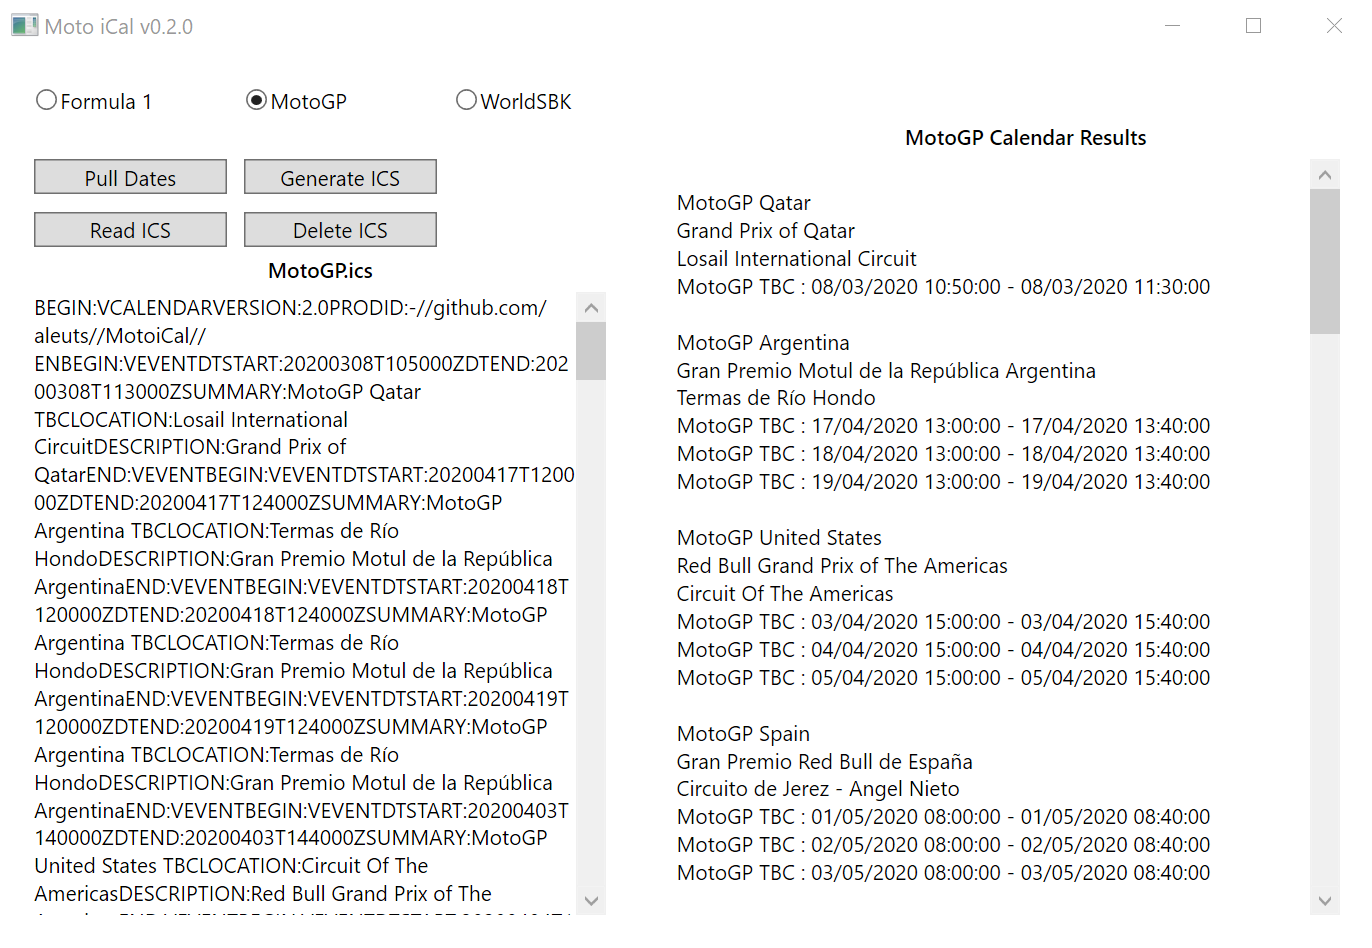 Moto iCal v0.2.0
Formula 1
MotoGP
WorldSBK
Pull Dates
Generate ICS
Read ICS
Delete ICS
MotoGP.ics
BEGIN:VCALENDARVERSION:2.0PRODID:-//github.com/
aleuts//MotoiCal//
ENBEGIN:VEVENTDTSTART:20200308T105000ZDTEND:202
00308T113000ZSUMMARY:MotoGP Qatar
TBCLOCATION:Losail International
CircuitDESCRIPTION:Grand Prix of
QatarEND:VEVENTBEGIN:VEVENTDTSTART:20200417T1200
00ZDTEND:20200417T124000ZSUMMARY:MotoGP
Argentina TBCLOCATION:Termas de Río
HondoDESCRIPTION:Gran Premio Motul de la República
ArgentinaEND:VEVENTBEGIN:VEVENTDTSTART:20200418T
120000ZDTEND:20200418T124000ZSUMMARY:MotoGP
Argentina TBCLOCATION:Termas de Río
HondoDESCRIPTION:Gran Premio Motul de la República
ArgentinaEND:VEVENTBEGIN:VEVENTDTSTART:20200419T
120000ZDTEND:20200419T124000ZSUMMARY:MotoGP
Argentina TBCLOCATION:Termas de Río
HondoDESCRIPTION:Gran Premio Motul de la República
ArgentinaEND:VEVENTBEGIN:VEVENTDTSTART:20200403T
140000ZDTEND:20200403T144000ZSUMMARY:MotoGP
United States TBCLOCATION:Circuit Of The
AmericasDESCRIPTION:Red Bull Grand Prix of The
MotoGP Calendar Results
MotoGP Qatar
Grand Prix of Qatar
Losail International Circuit
MotoGP TBC : 08/03/2020 10:50:00 - 08/03/2020 11:30:00
MotoGP Argentina
Gran Premio Motul de la República Argentina
Termas de Río Hondo
MotoGP TBC : 17/04/2020 13:00:00 - 17/04/2020 13:40:00
MotoGP TBC : 18/04/2020 13:00:00 - 18/04/2020 13:40:00
MotoGP TBC : 19/04/2020 13:00:00 - 19/04/2020 13:40:00
MotoGP United States
Red Bull Grand Prix of The Americas
Circuit Of The Americas
MotoGP TBC : 03/04/2020 15:00:00 - 03/04/2020 15:40:00
MotoGP TBC : 04/04/2020 15:00:00 - 04/04/2020 15:40:00
MotoGP TBC : 05/04/2020 15:00:00 - 05/04/2020 15:40:00
MotoGP Spain
Gran Premio Red Bull de España
Circuito de Jerez - Angel Nieto
MotoGP TBC : 01/05/2020 08:00:00 - 01/05/2020 08:40:00
MotoGP TBC : 02/05/2020 08:00:00 - 02/05/2020 08:40:00
MotoGP TBC : 03/05/2020 08:00:00 - 03/05/2020 08:40:00